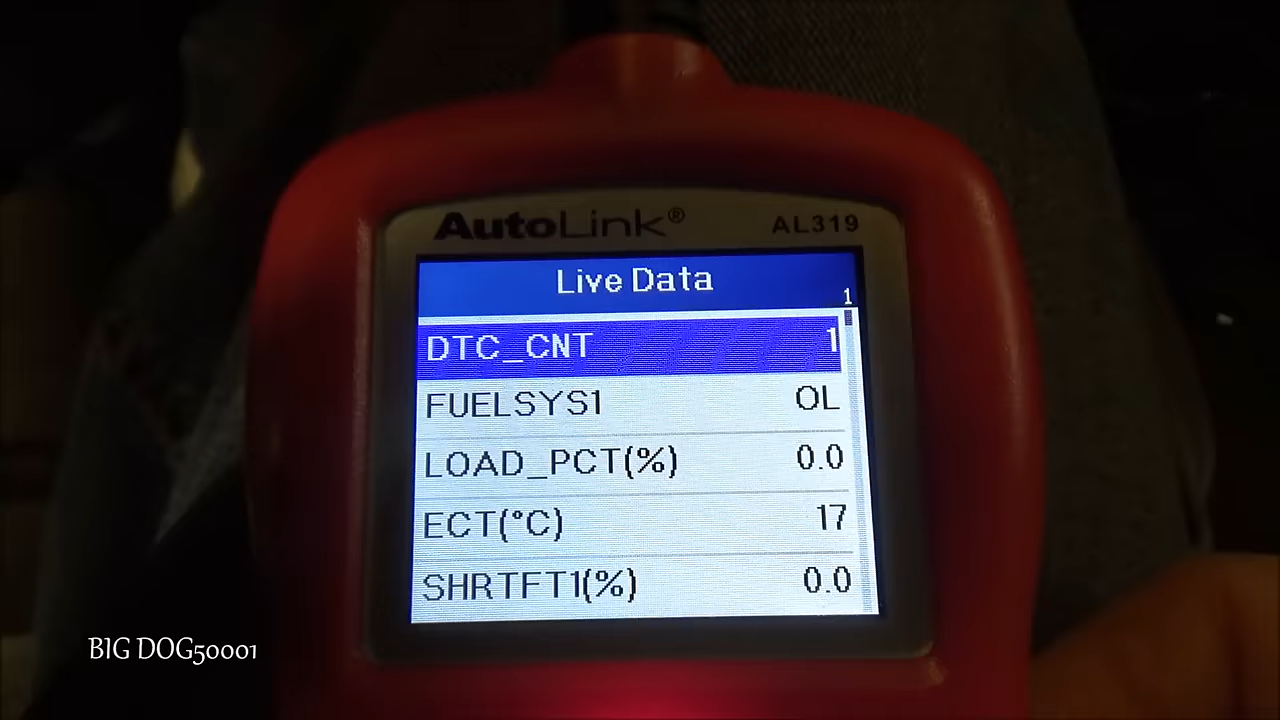 AutoLink® AL319
Live Data
1
DTC_CNT 1
FUELSYS1 OL
LOAD_PCT(%) 0.0
ECT(°C) 17
SHRTFT1(%) 0.0
BIG DOG50001